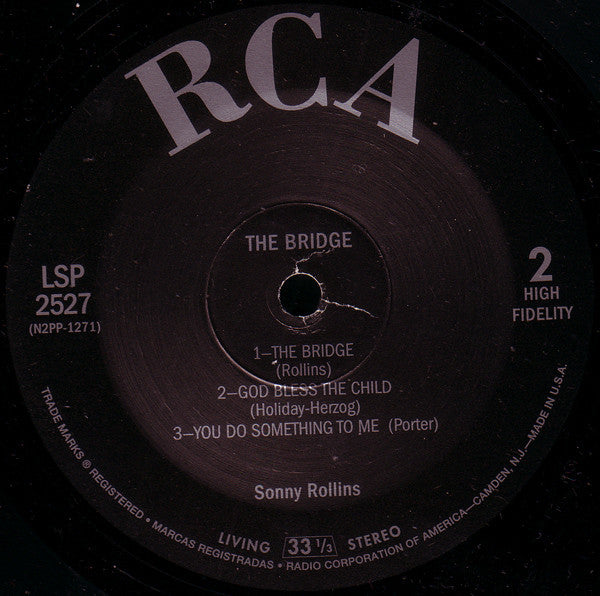 RCA
THE BRIDGE
LSP
2527
(N2PP-1271)
2
HIGH
FIDELITY
1—THE BRIDGE
(Rollins)
2—GOD BLESS THE CHILD
(Holiday-Herzog)
3—YOU DO SOMETHING TO ME (Porter)
Sonny Rollins
LIVING 33 1/3 STEREO
TRADE MARKS ® REGISTERED • MARCAS REGISTRADAS • RADIO CORPORATION OF AMERICA—CAMDEN, N.J.—MADE IN U.S.A.